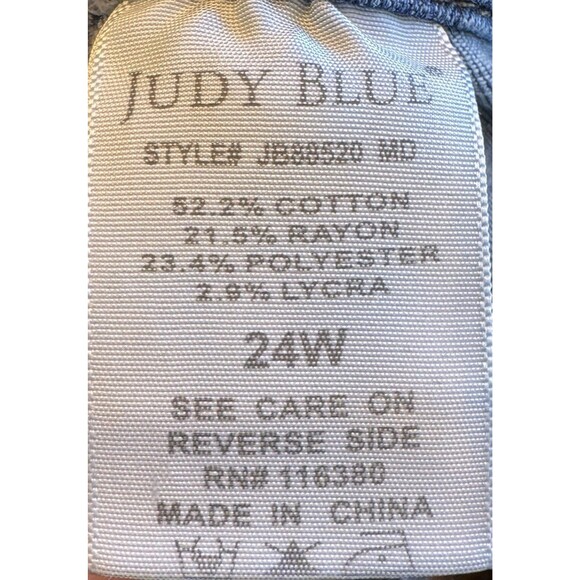 JUDY BLUE®
STYLE# JB88520 MD
52.2% COTTON
21.5% RAYON
23.4% POLYESTER
2.9% LYCRA
24W
SEE CARE ON
REVERSE SIDE
RN# 116380
MADE IN CHINA